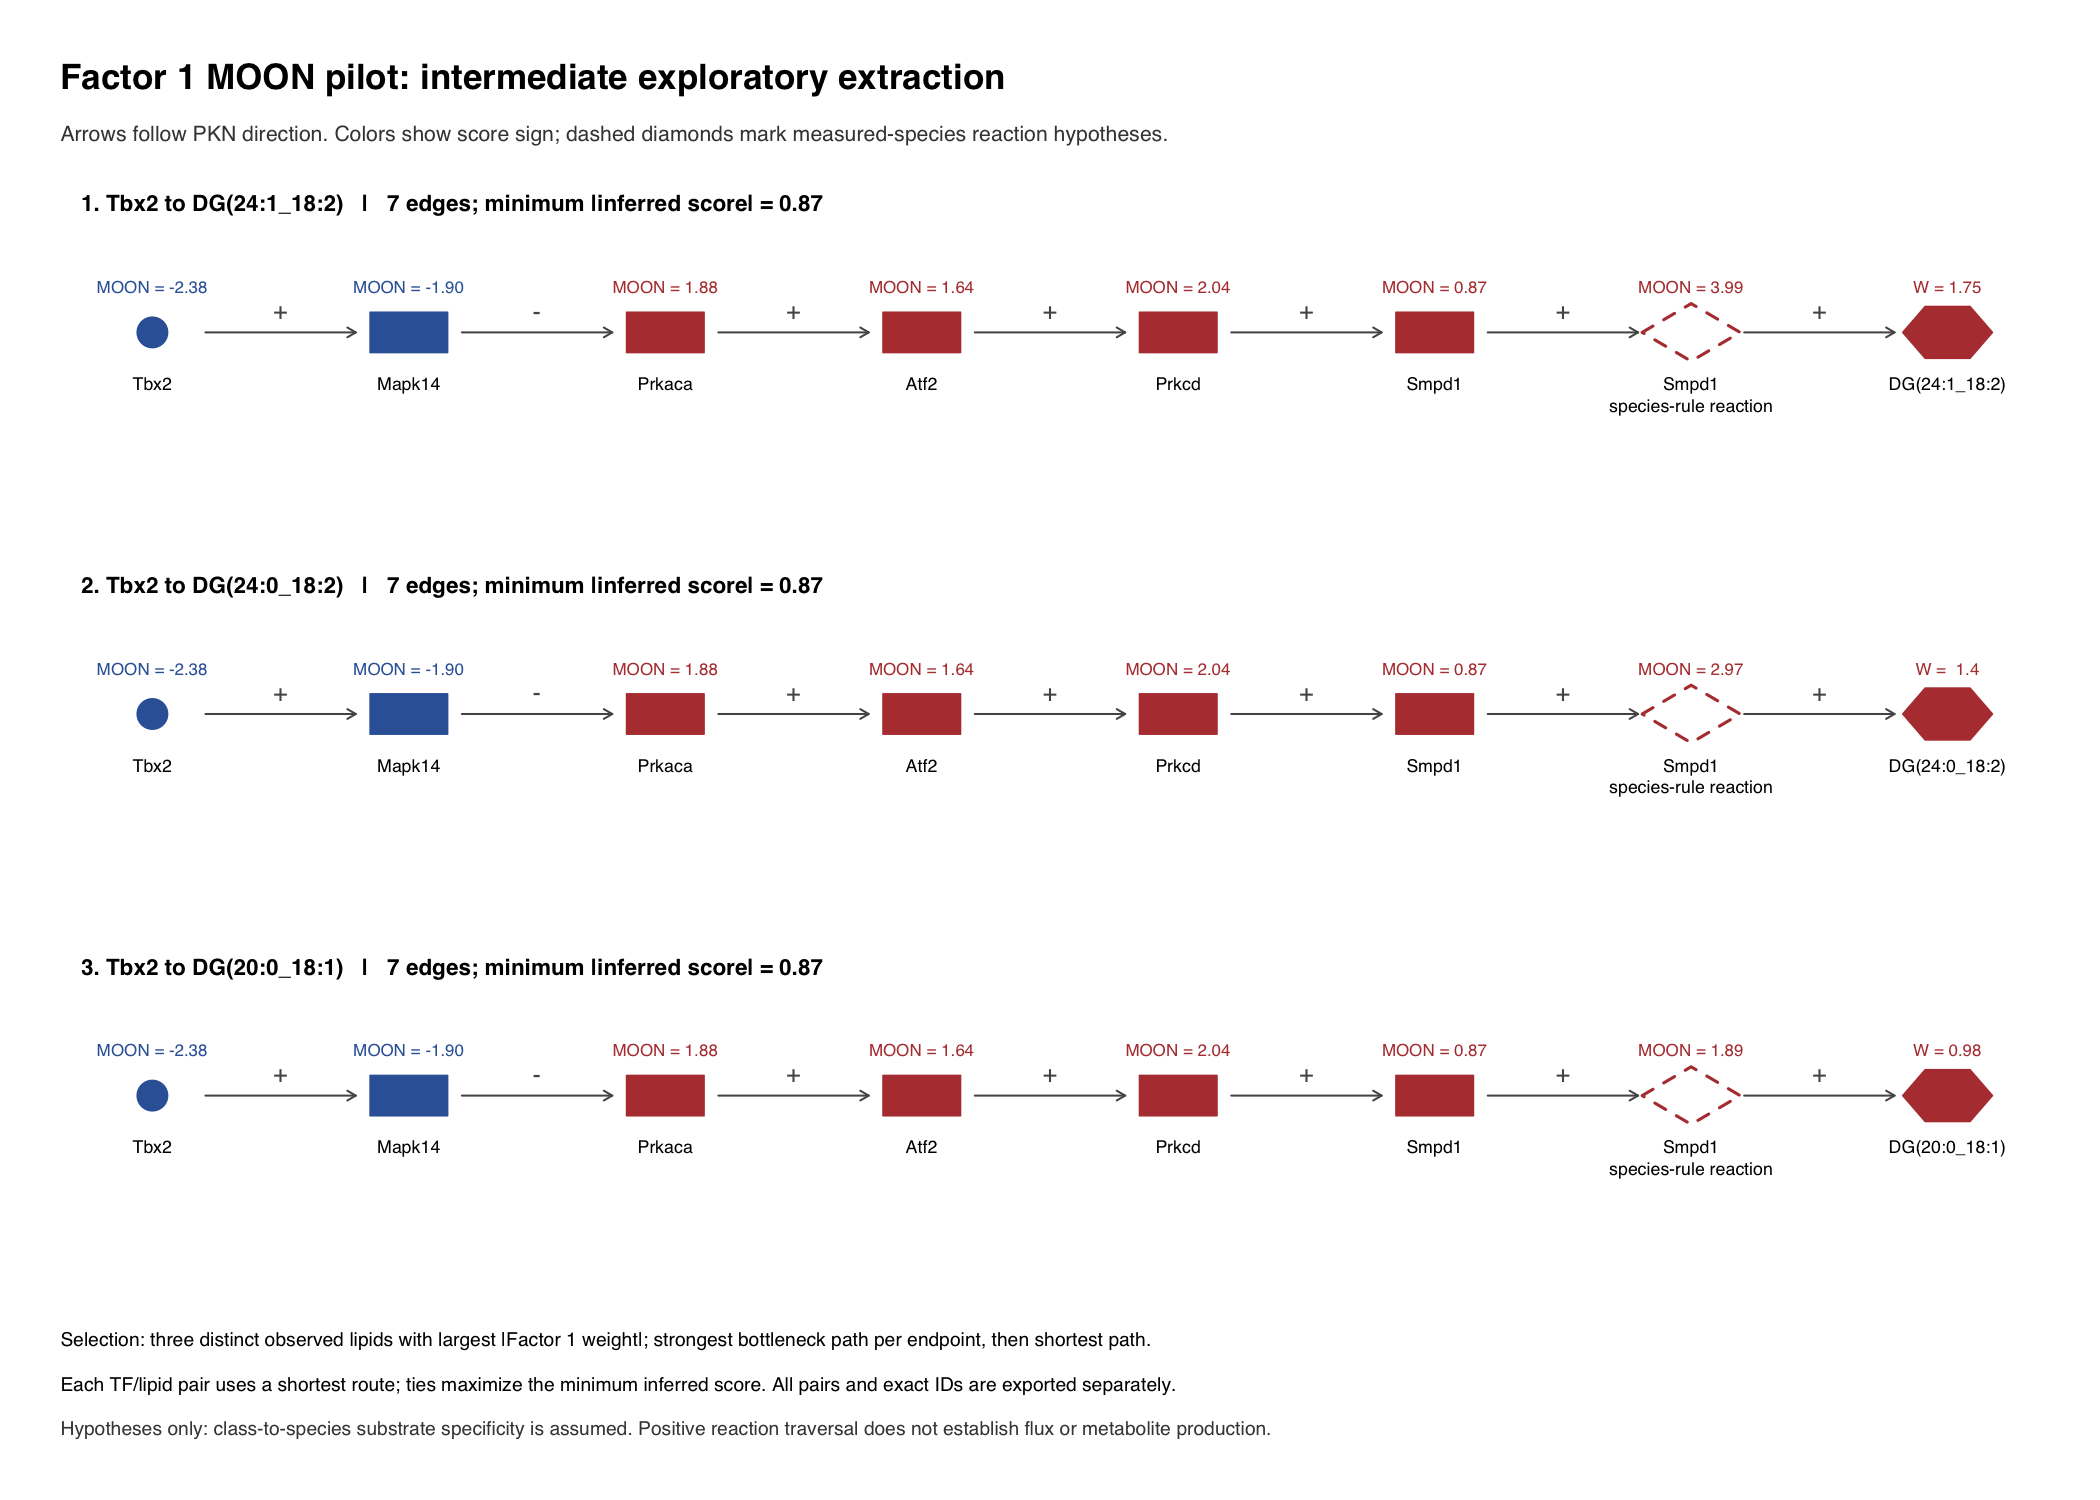 Factor 1 MOON pilot: intermediate exploratory extraction
Arrows follow PKN direction. Colors show score sign; dashed diamonds mark measured-species reaction hypotheses.
1. Tbx2 to DG(24:1_18:2) | 7 edges; minimum |inferred score| = 0.87
MOON = -2.38 MOON = -1.90 MOON = 1.88 MOON = 1.64 MOON = 2.04 MOON = 0.87 MOON = 3.99 W = 1.75
+ - + + + + +
Tbx2 Mapk14 Prkaca Atf2 Prkcd Smpd1 Smpd1 DG(24:1_18:2)
species-rule reaction
2. Tbx2 to DG(24:0_18:2) | 7 edges; minimum |inferred score| = 0.87
MOON = -2.38 MOON = -1.90 MOON = 1.88 MOON = 1.64 MOON = 2.04 MOON = 0.87 MOON = 2.97 W = 1.4
+ - + + + + +
Tbx2 Mapk14 Prkaca Atf2 Prkcd Smpd1 Smpd1 DG(24:0_18:2)
species-rule reaction
3. Tbx2 to DG(20:0_18:1) | 7 edges; minimum |inferred score| = 0.87
MOON = -2.38 MOON = -1.90 MOON = 1.88 MOON = 1.64 MOON = 2.04 MOON = 0.87 MOON = 1.89 W = 0.98
+ - + + + + +
Tbx2 Mapk14 Prkaca Atf2 Prkcd Smpd1 Smpd1 DG(20:0_18:1)
species-rule reaction
Selection: three distinct observed lipids with largest |Factor 1 weight|; strongest bottleneck path per endpoint, then shortest path.
Each TF/lipid pair uses a shortest route; ties maximize the minimum inferred score. All pairs and exact IDs are exported separately.
Hypotheses only: class-to-species substrate specificity is assumed. Positive reaction traversal does not establish flux or metabolite production.